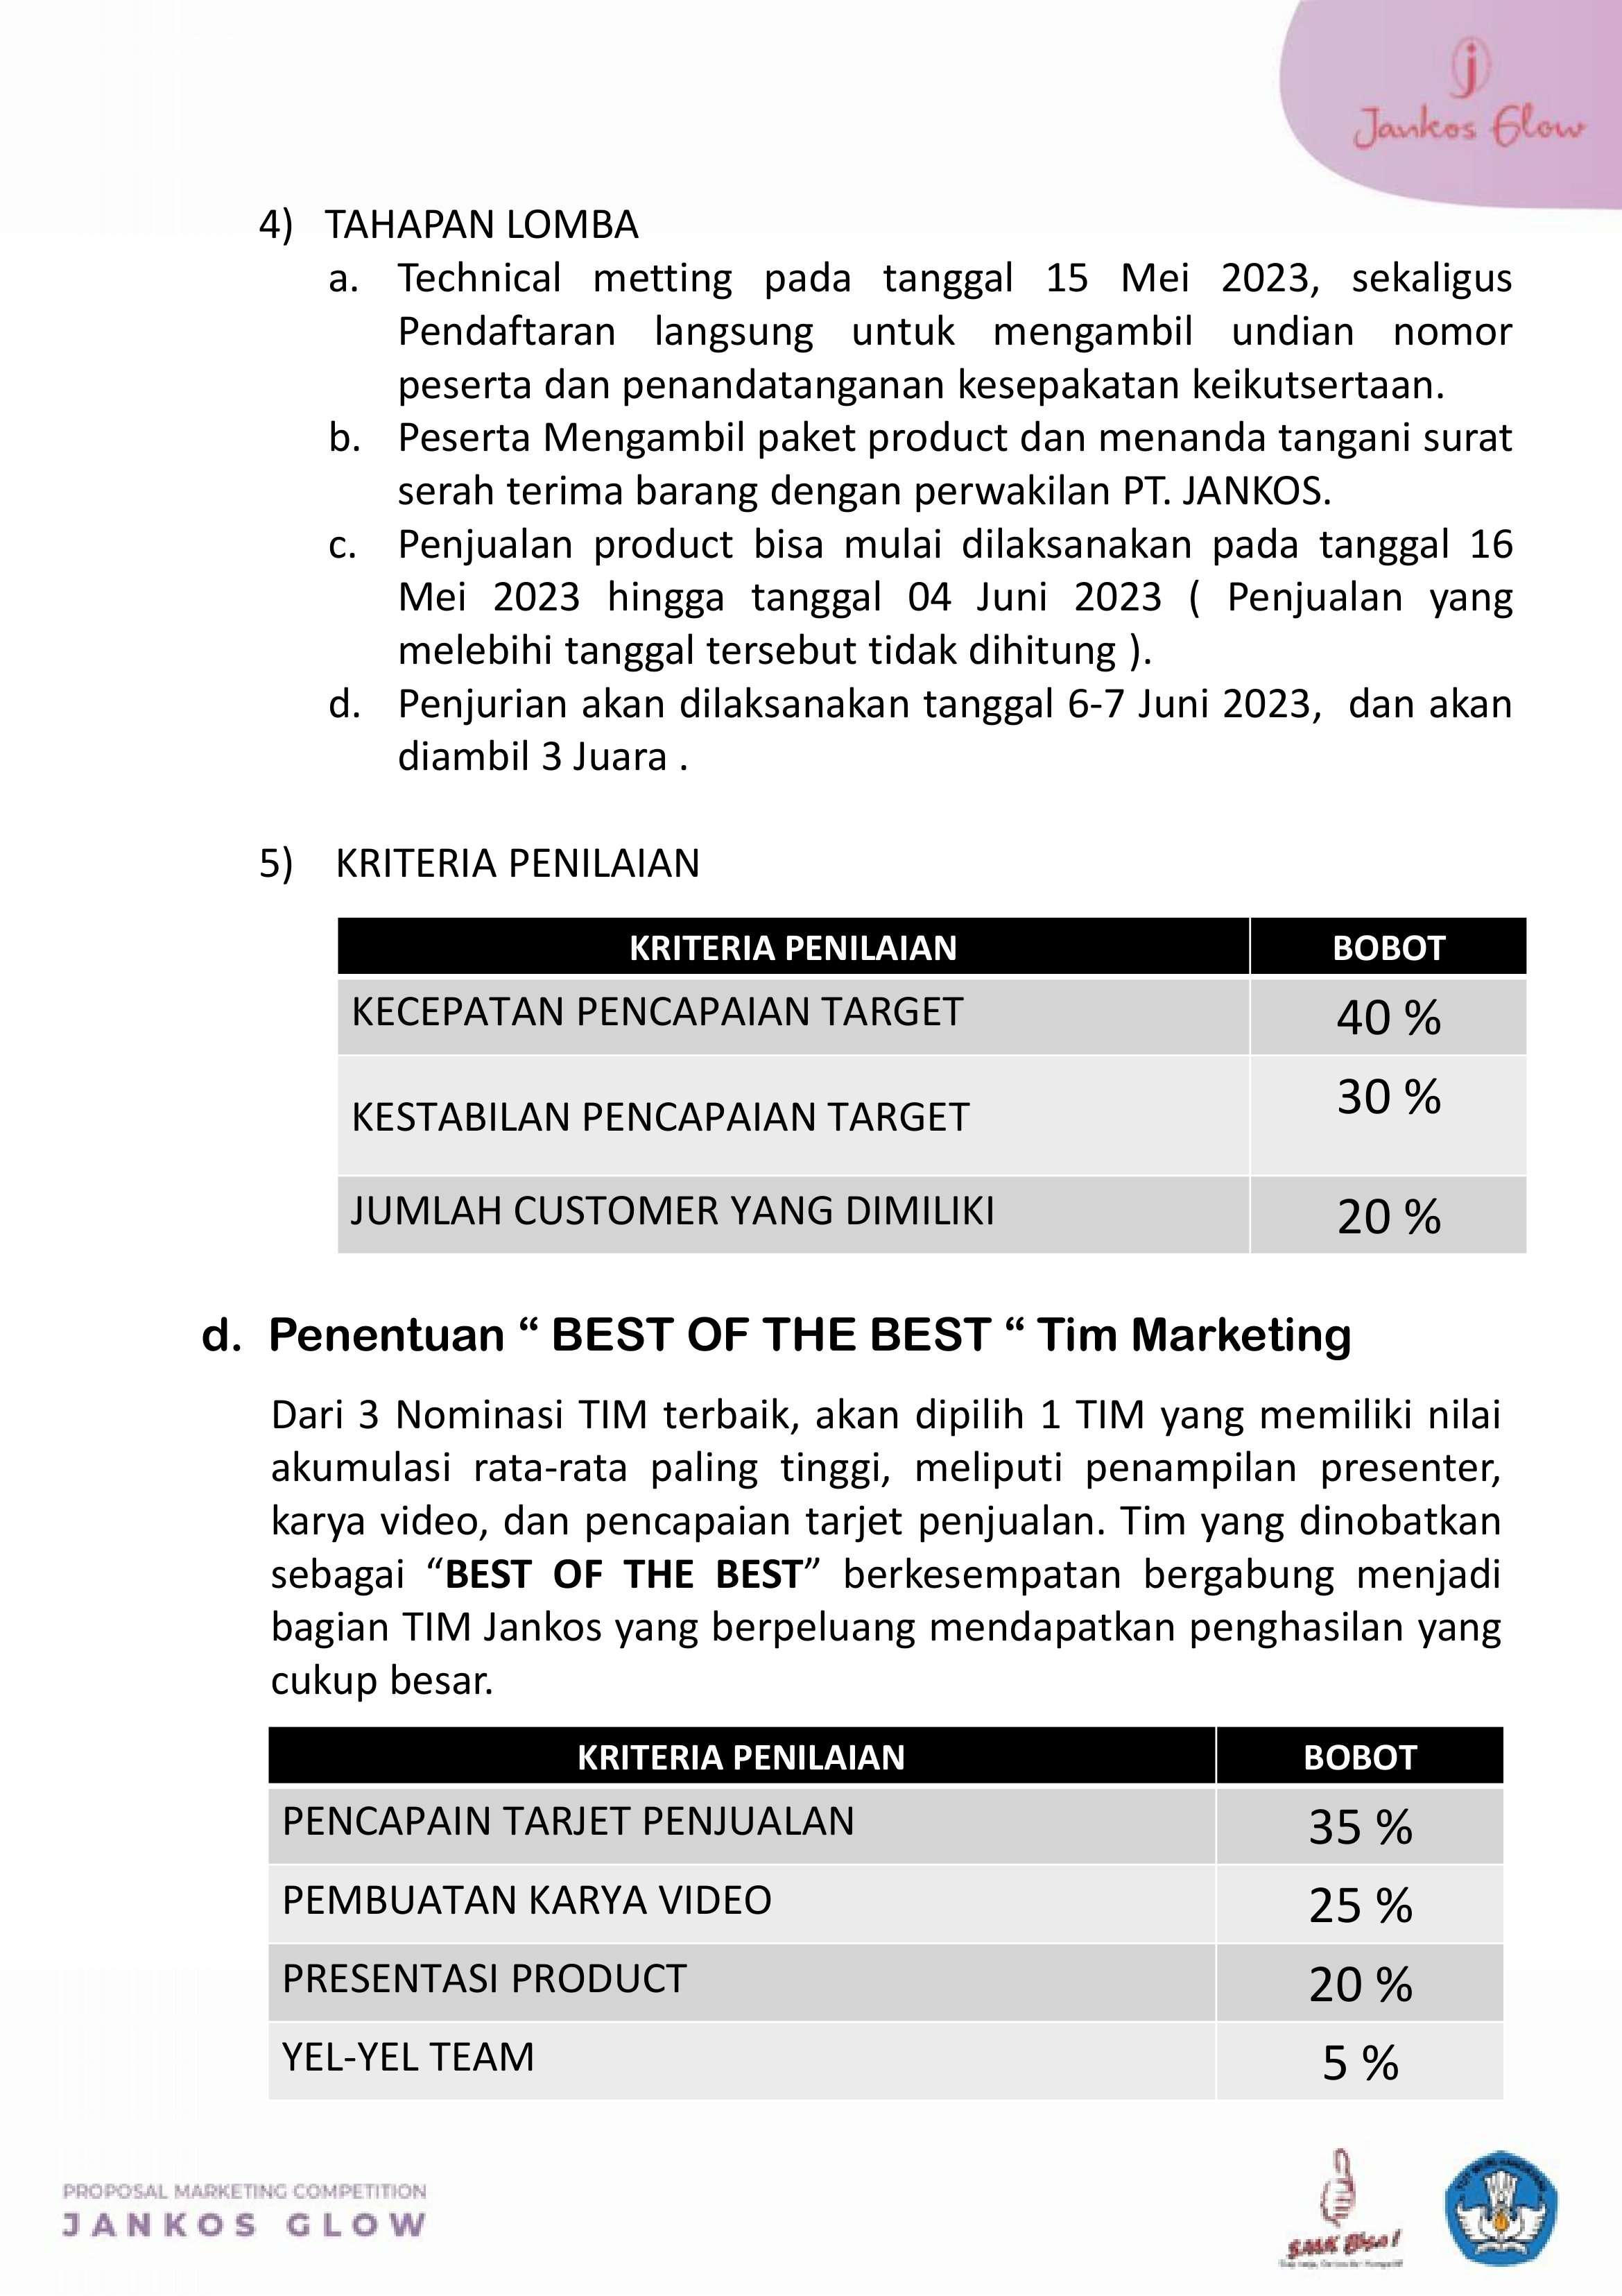 Jankos Glow
4) TAHAPAN LOMBA
a. Technical metting pada tanggal 15 Mei 2023, sekaligus
Pendaftaran langsung untuk mengambil undian nomor
peserta dan penandatanganan kesepakatan keikutsertaan.
b. Peserta Mengambil paket product dan menanda tangani surat
serah terima barang dengan perwakilan PT. JANKOS.
c. Penjualan product bisa mulai dilaksanakan pada tanggal 16
Mei 2023 hingga tanggal 04 Juni 2023 ( Penjualan yang
melebihi tanggal tersebut tidak dihitung ).
d. Penjurian akan dilaksanakan tanggal 6-7 Juni 2023, dan akan
diambil 3 Juara .
5) KRITERIA PENILAIAN
KRITERIA PENILAIAN BOBOT
KECEPATAN PENCAPAIAN TARGET 40 %
KESTABILAN PENCAPAIAN TARGET 30 %
JUMLAH CUSTOMER YANG DIMILIKI 20 %
d. Penentuan “ BEST OF THE BEST “ Tim Marketing
Dari 3 Nominasi TIM terbaik, akan dipilih 1 TIM yang memiliki nilai
akumulasi rata-rata paling tinggi, meliputi penampilan presenter,
karya video, dan pencapaian tarjet penjualan. Tim yang dinobatkan
sebagai “BEST OF THE BEST” berkesempatan bergabung menjadi
bagian TIM Jankos yang berpeluang mendapatkan penghasilan yang
cukup besar.
KRITERIA PENILAIAN BOBOT
PENCAPAIN TARJET PENJUALAN 35 %
PEMBUATAN KARYA VIDEO 25 %
PRESENTASI PRODUCT 20 %
YEL-YEL TEAM 5 %
PROPOSAL MARKETING COMPETITION
JANKOS GLOW
SMK Bisa!